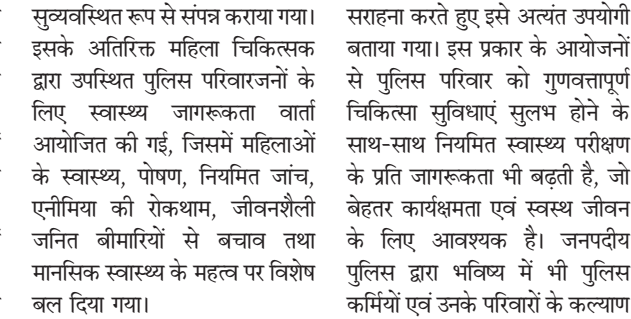 सुव्यवस्थित रूप से संपन्न कराया गया।
इसके अतिरिक्त महिला चिकित्सक
द्वारा उपस्थित पुलिस परिवारजनों के
लिए स्वास्थ्य जागरूकता वार्ता
आयोजित की गई, जिसमें महिलाओं
के स्वास्थ्य, पोषण, नियमित जांच,
एनीमिया की रोकथाम, जीवनशैली
जनित बीमारियों से बचाव तथा
मानसिक स्वास्थ्य के महत्व पर विशेष
बल दिया गया।
सराहना करते हुए इसे अत्यंत उपयोगी
बताया गया। इस प्रकार के आयोजनों
से पुलिस परिवार को गुणवत्तापूर्ण
चिकित्सा सुविधाएं सुलभ होने के
साथ-साथ नियमित स्वास्थ्य परीक्षण
के प्रति जागरूकता भी बढ़ती है, जो
बेहतर कार्यक्षमता एवं स्वस्थ जीवन
के लिए आवश्यक है। जनपदीय
पुलिस द्वारा भविष्य में भी पुलिस
कर्मियों एवं उनके परिवारों के कल्याण